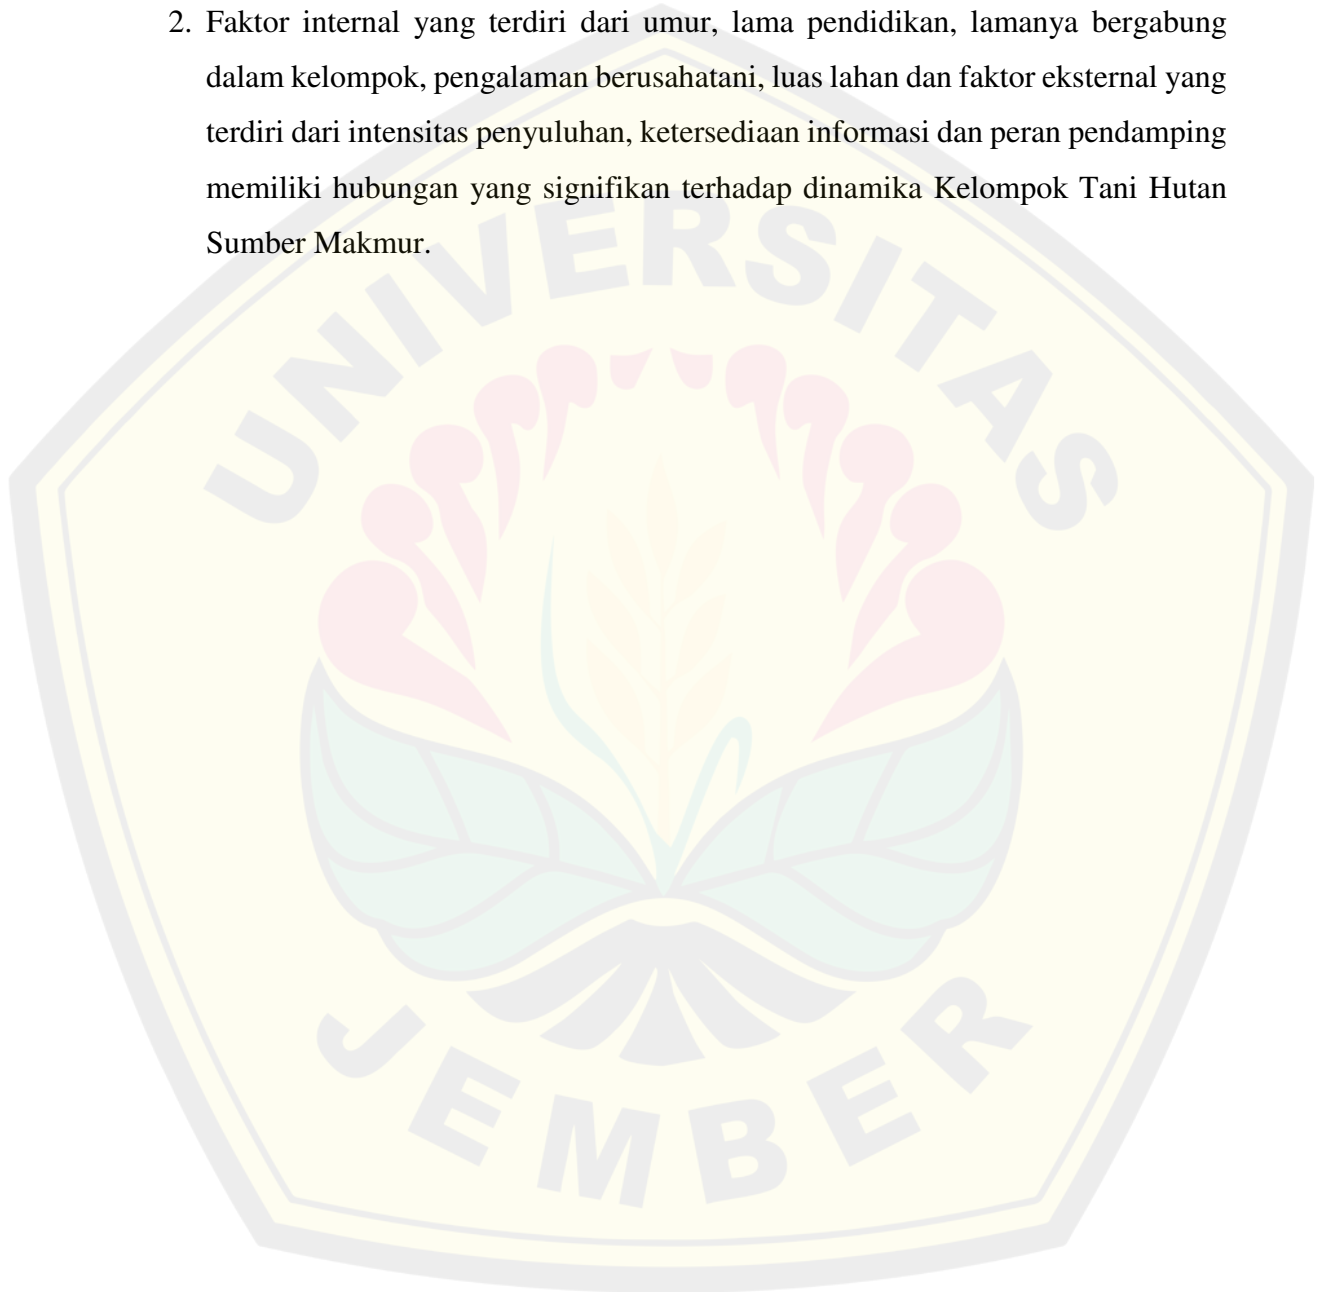 2. Faktor internal yang terdiri dari umur, lama pendidikan, lamanya bergabung
dalam kelompok, pengalaman berusahatani, luas lahan dan faktor eksternal yang
terdiri dari intensitas penyuluhan, ketersediaan informasi dan peran pendamping
memiliki hubungan yang signifikan terhadap dinamika Kelompok Tani Hutan
Sumber Makmur.
UNIVERSITAS
JEMBER